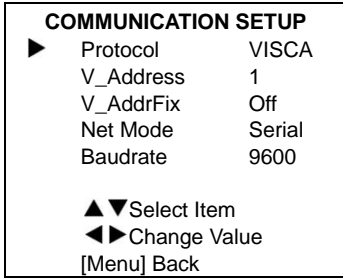 COMMUNICATION SETUP
▶ Protocol VISCA
V_Address 1
V_AddrFix Off
Net Mode Serial
Baudrate 9600
▲▼Select Item
◀▶Change Value
[Menu] Back